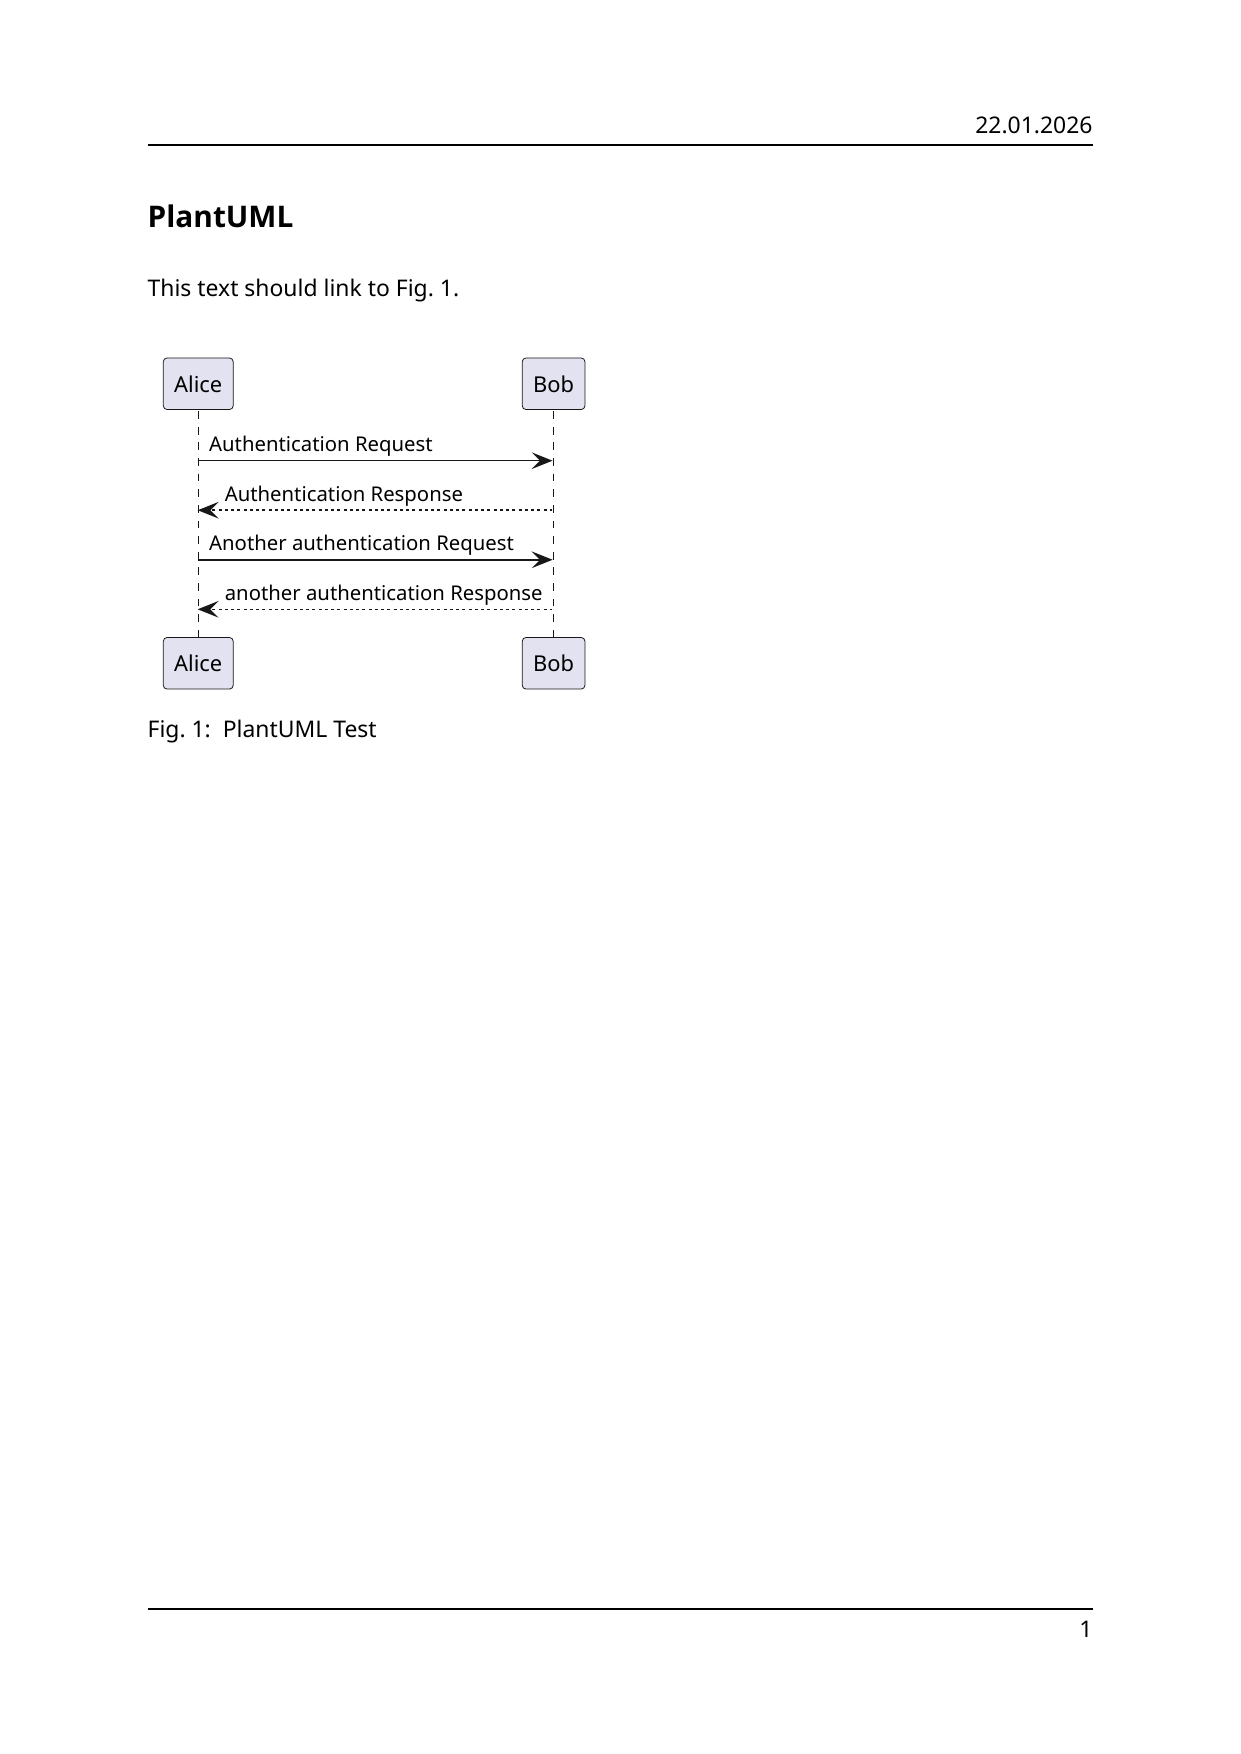 22.01.2026
PlantUML
This text should link to Fig. 1.
Alice Bob
Authentication Request
Authentication Response
Another authentication Request
another authentication Response
Alice Bob
Fig. 1: PlantUML Test
1